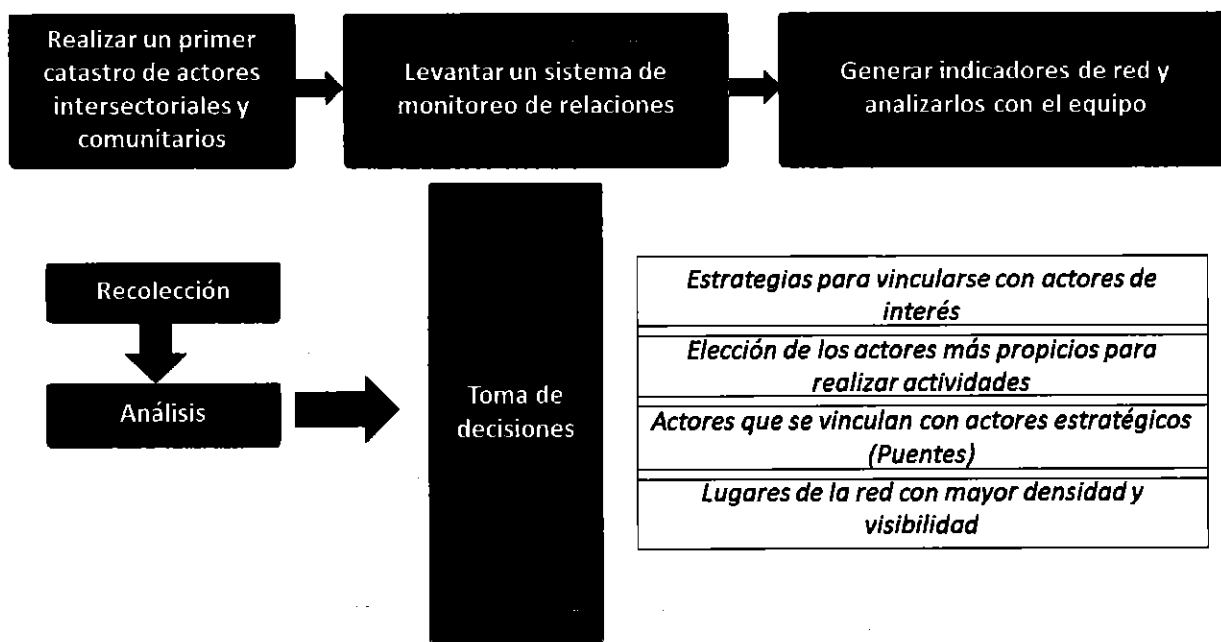 Realizar un primer
catastro de actores
intersectoriales y
comunitarios
Levantar un sistema de
monitoreo de relaciones
Generar indicadores de red y
analizarlos con el equipo
Recolección
Análisis
Toma de
decisiones
Estrategias para vincularse con actores de
interés
Elección de los actores más propicios para
realizar actividades
Actores que se vinculan con actores estratégicos
(Puentes)
Lugares de la red con mayor densidad y
visibilidad